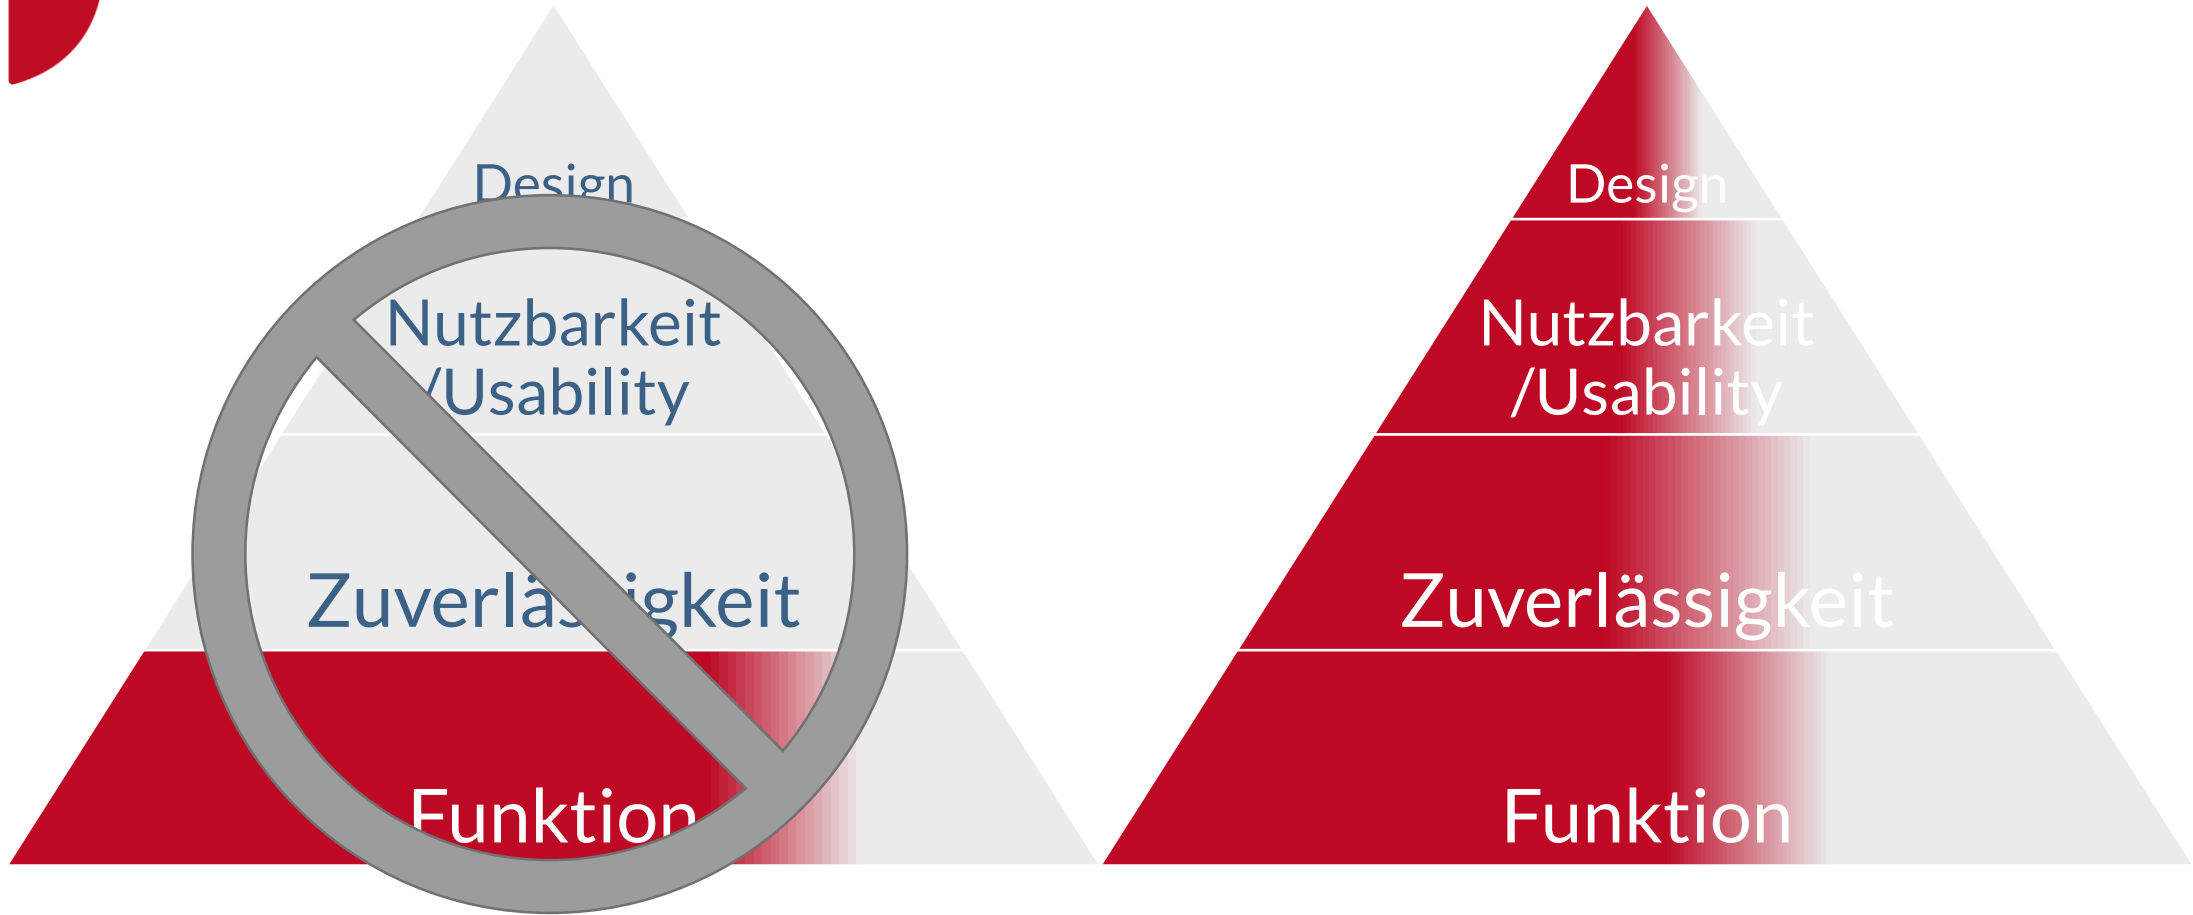 Design
Nutzbarkeit
/Usability
Zuverlässigkeit
Funktion
Design
Nutzbarkeit
/Usability
Zuverlässigkeit
Funktion